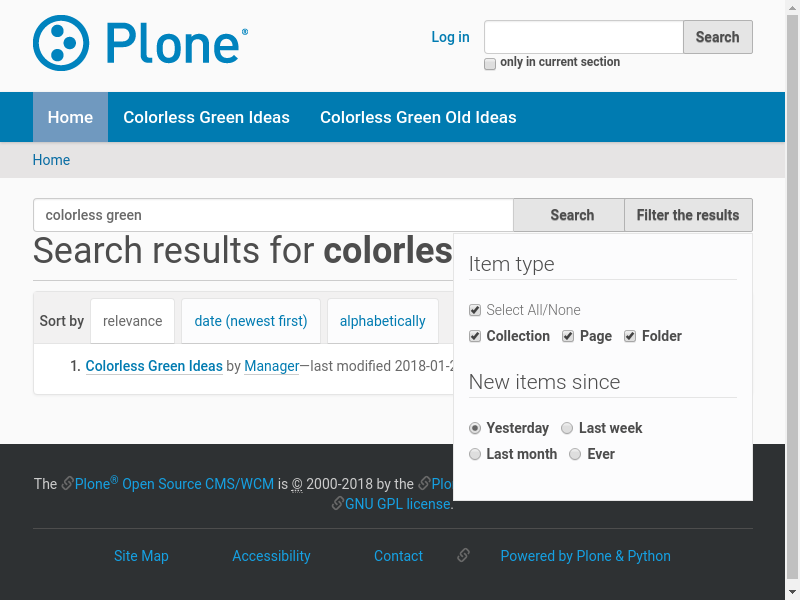 Plone®
Log in
Search
only in current section
Home
Colorless Green Ideas
Colorless Green Old Ideas
Home
colorless green
Search
Filter the results
Search results for colorles
Item type
Select All/None
Collection
Page
Folder
New items since
Yesterday
Last week
Last month
Ever
Sort by
relevance
date (newest first)
alphabetically
1. Colorless Green Ideas by Manager—last modified 2018-01-2
The Plone® Open Source CMS/WCM is © 2000-2018 by the Plo
GNU GPL license.
Site Map
Accessibility
Contact
Powered by Plone & Python